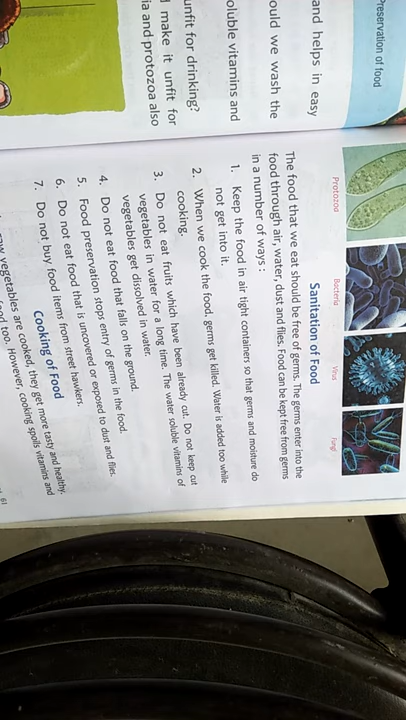 Preservation of food
and helps in easy
ould we wash the
oluble vitamins and
unfit for drinking?
make it unfit for
ia and protozoa also
Protozoa
Bacteria
Virus
Fungi
Sanitation of Food
The food that we eat should be free of germs. The germs enter into the
food through air, water, dust and flies. Food can be kept free from germs
in a number of ways :
1. Keep the food in air tight containers so that germs and moisture do
not get into it.
2. When we cook the food, germs get killed. Water is added too while
cooking.
3. Do not eat fruits which have been already cut. Do not keep cut
vegetables in water for a long time. The water soluble vitamins of
vegetables get dissolved in water.
4. Do not eat food that falls on the ground.
5. Food preservation stops entry of germs in the food.
6. Do not eat food that is uncovered or exposed to dust and flies.
7. Do not buy food items from street hawkers.
Cooking of Food
vegetables are cooked, they get more tasty and healthy.
too. However, cooking spoils vitamins and
61